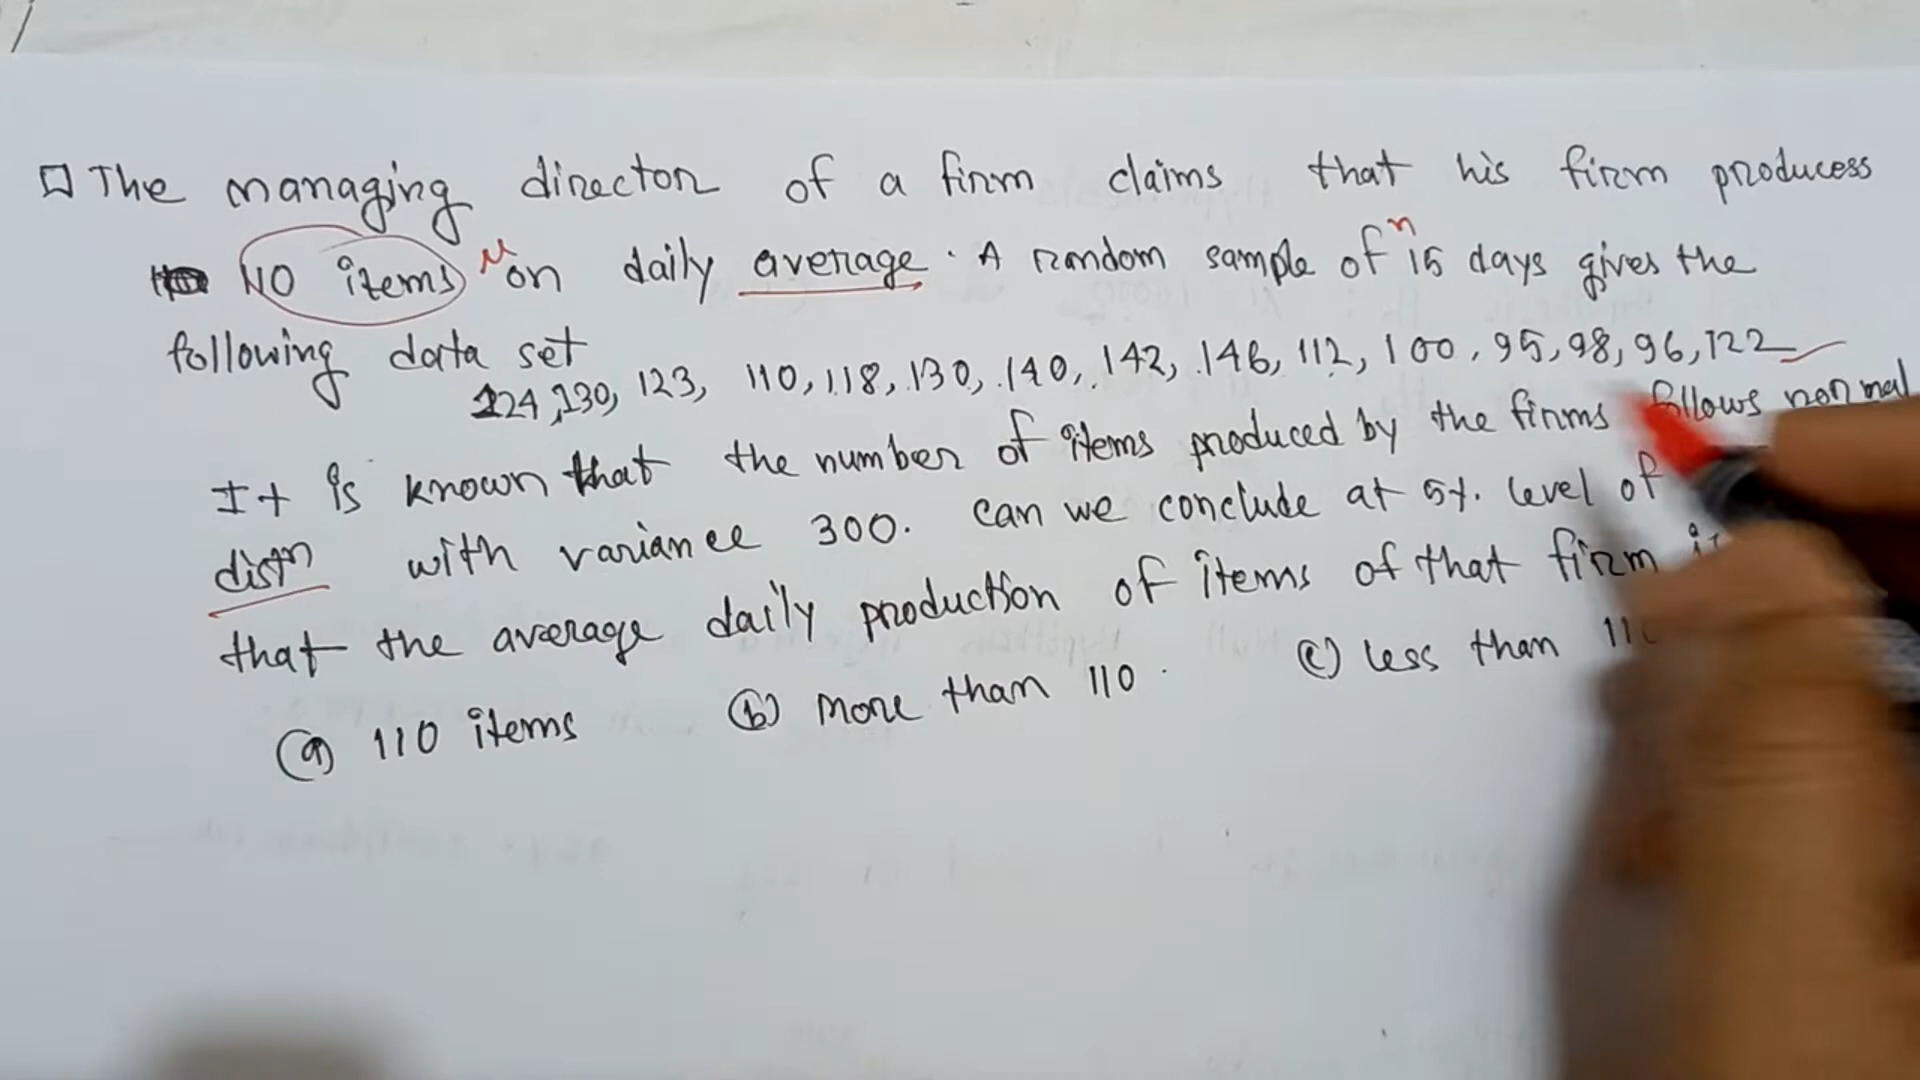 The managing director of a firm claims that his firm producess
110 items μ on daily average. A random sample of n 15 days gives the
following data set
124, 130, 123, 110, 118, 130, 140, 142, 146, 112, 100, 95, 98, 96, 122
It is known that the number of items produced by the firms follows normal
distn with variance 300. Can we conclude at 5%. level of
that the average daily production of items of that firm
(a) 110 items (b) More than 110. (c) Less than